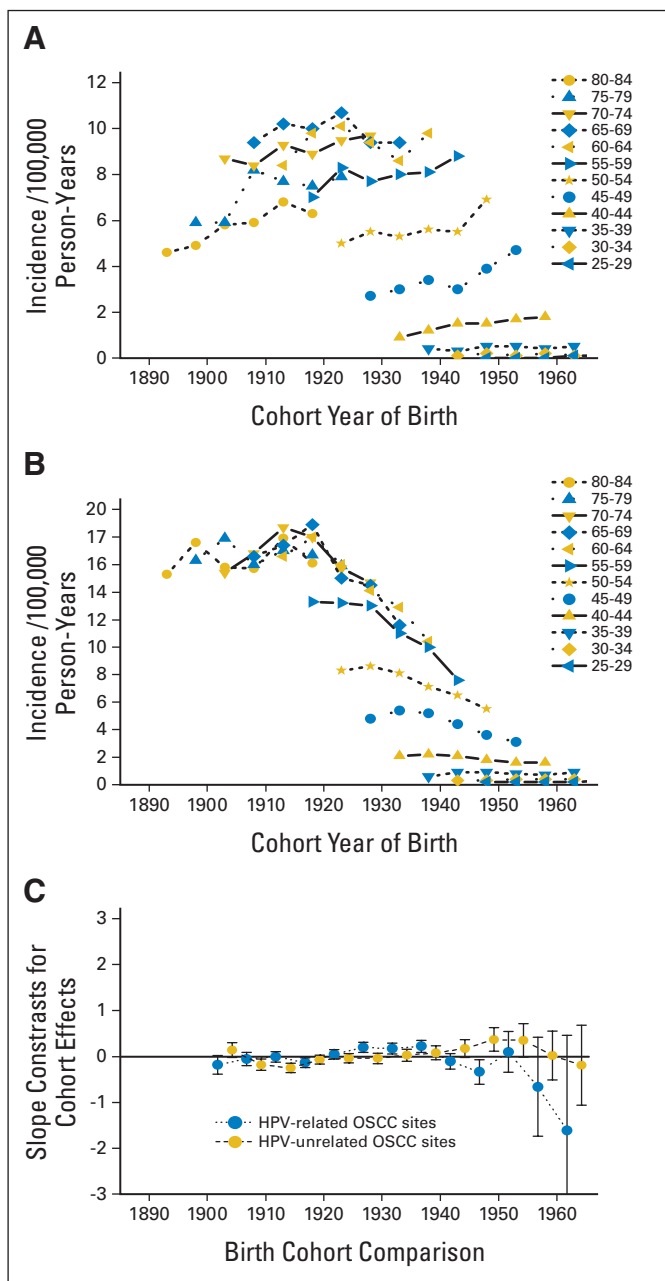 A
Incidence /100,000
Person-Years
12
10
8
6
4
2
0
80-84
75-79
70-74
65-69
60-64
55-59
50-54
45-49
40-44
35-39
30-34
25-29
1890 1900 1910 1920 1930 1940 1950 1960
Cohort Year of Birth
B
Incidence /100,000
Person-Years
20
17
16
14
12
10
8
6
4
2
0
80-84
75-79
70-74
65-69
60-64
55-59
50-54
45-49
40-44
35-39
30-34
25-29
1890 1900 1910 1920 1930 1940 1950 1960
Cohort Year of Birth
C
Slope Constrasts for
Cohort Effects
3
2
1
0
-1
-2
-3
HPV-related OSCC sites
HPV-unrelated OSCC sites
1890 1900 1910 1920 1930 1940 1950 1960
Birth Cohort Comparison